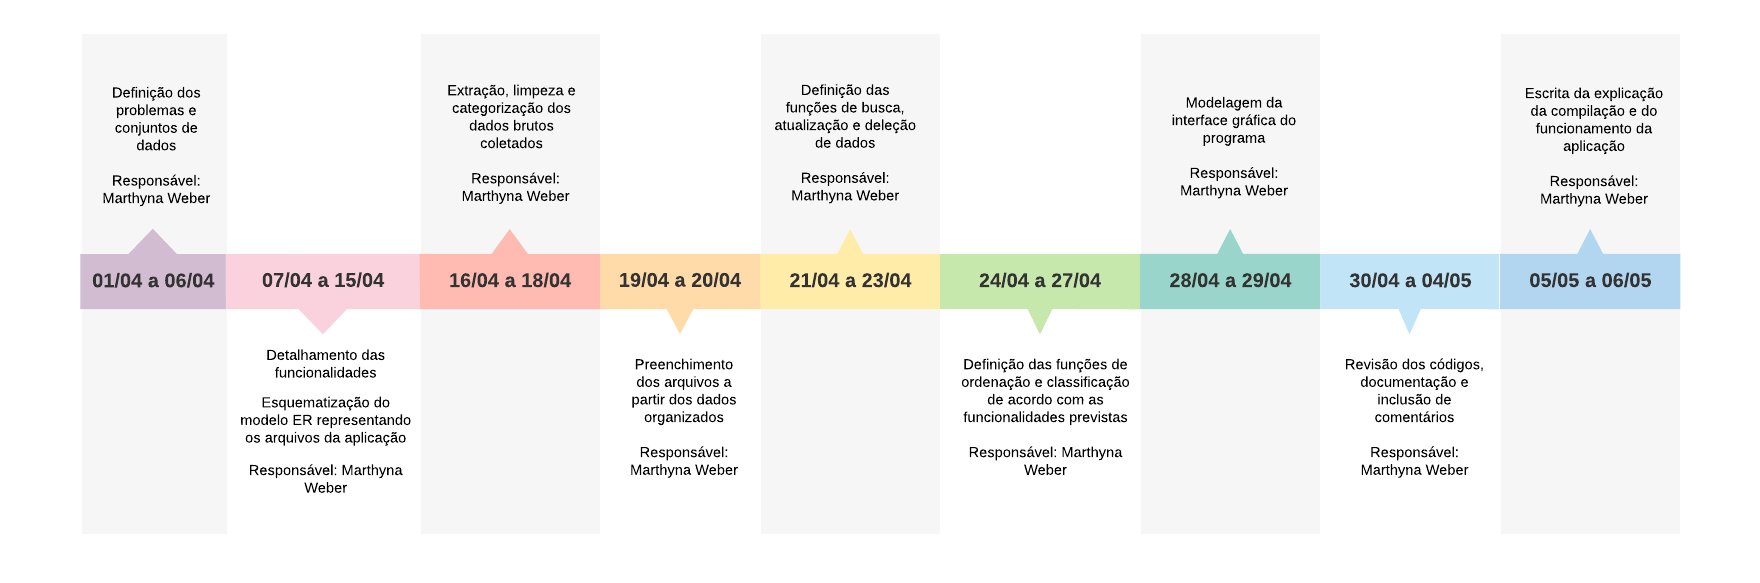 Definição dos
problemas e
conjuntos de
dados
Responsável:
Marthyna Weber
Extração, limpeza e
categorização dos
dados brutos
coletados
Responsável:
Marthyna Weber
Definição das
funções de busca,
atualização e deleção
de dados
Responsável:
Marthyna Weber
Modelagem da
interface gráfica do
programa
Responsável:
Marthyna Weber
Escrita da explicação
da compilação e do
funcionamento da
aplicação
Responsável:
Marthyna Weber
01/04 a 06/04
07/04 a 15/04
16/04 a 18/04
19/04 a 20/04
21/04 a 23/04
24/04 a 27/04
28/04 a 29/04
30/04 a 04/05
05/05 a 06/05
Detalhamento das
funcionalidades
Esquematização do
modelo ER representando
os arquivos da aplicação
Responsável: Marthyna
Weber
Preenchimento
dos arquivos a
partir dos dados
organizados
Responsável:
Marthyna Weber
Definição das funções de
ordenação e classificação
de acordo com as
funcionalidades previstas
Responsável: Marthyna
Weber
Revisão dos códigos,
documentação e
inclusão de
comentários
Responsável:
Marthyna Weber